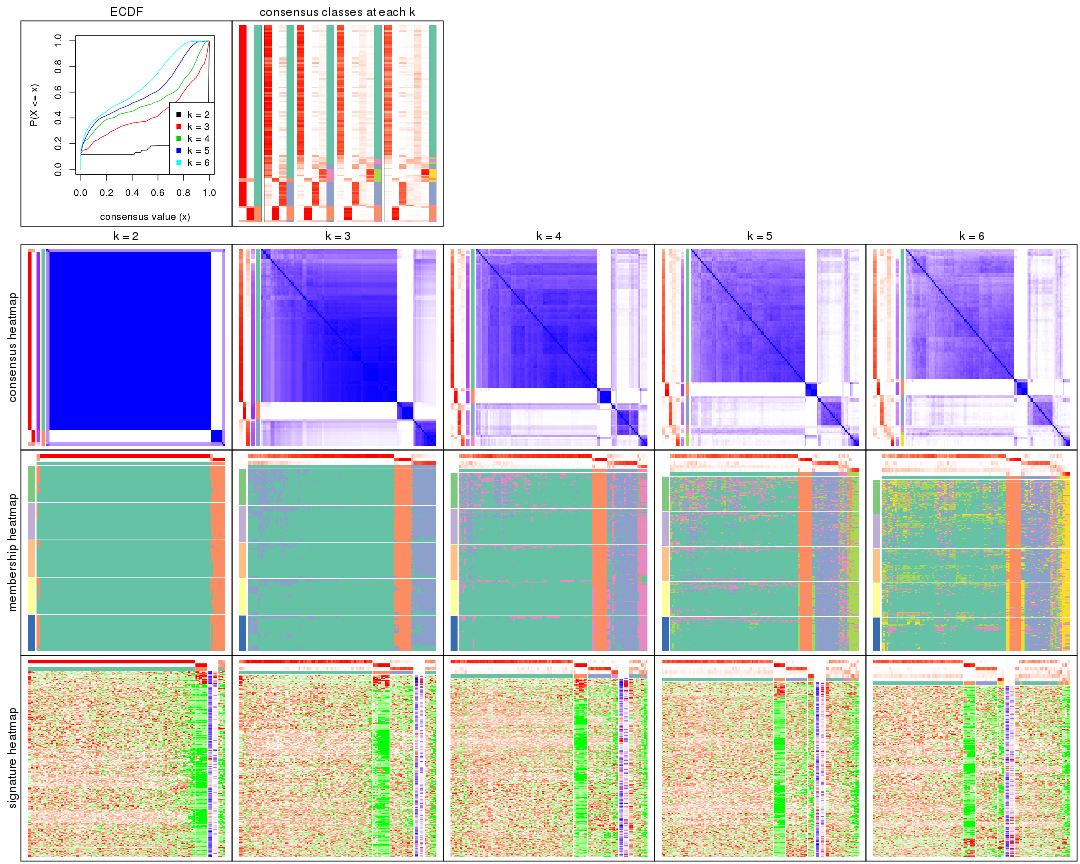 ECDF
consensus classes at each k
P(X <= x)
0.0 0.2 0.4 0.6 0.8 1.0
k = 2
k = 3
k = 4
k = 5
k = 6
0.0 0.2 0.4 0.6 0.8 1.0
consensus value (x)
k = 2
k = 3
k = 4
k = 5
k = 6
consensus heatmap
membership heatmap
signature heatmap